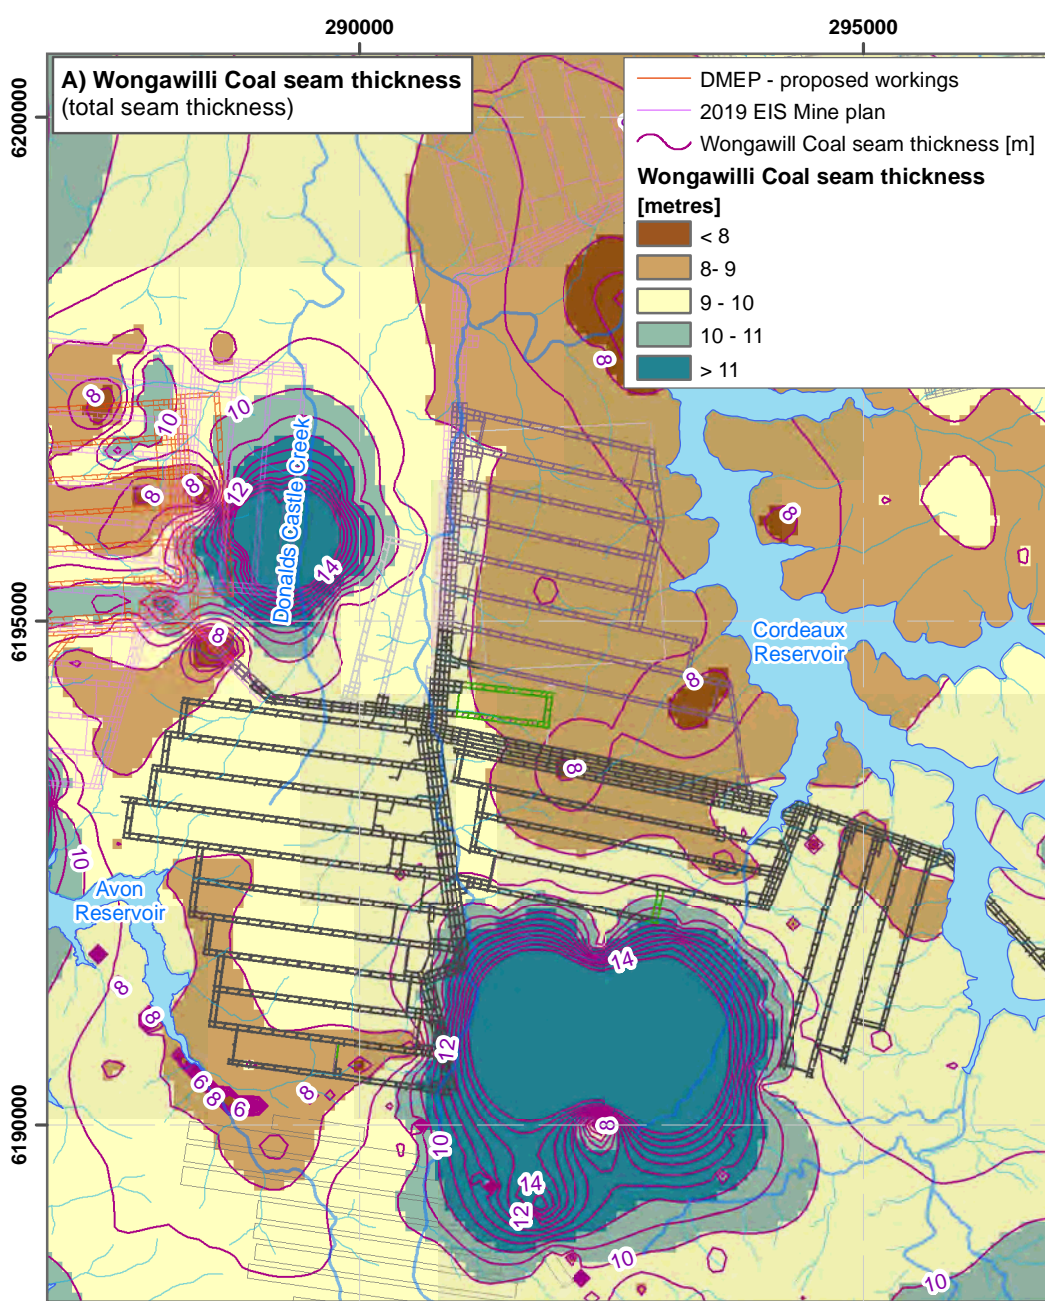 290000
295000
A) Wongawilli Coal seam thickness
(total seam thickness)
DMEP - proposed workings
2019 EIS Mine plan
Wongawill Coal seam thickness [m]
Wongawilli Coal seam thickness
[metres]
< 8
8- 9
9 - 10
10 - 11
> 11
6200000
6195000
6190000
8
8
10
10
8
8
12
14
Donalds Castle Creek
8
8
Cordeaux
Reservoir
8
8
10
Avon
Reservoir
14
8
8
12
6
8
6
8
8
10
14
12
10
10